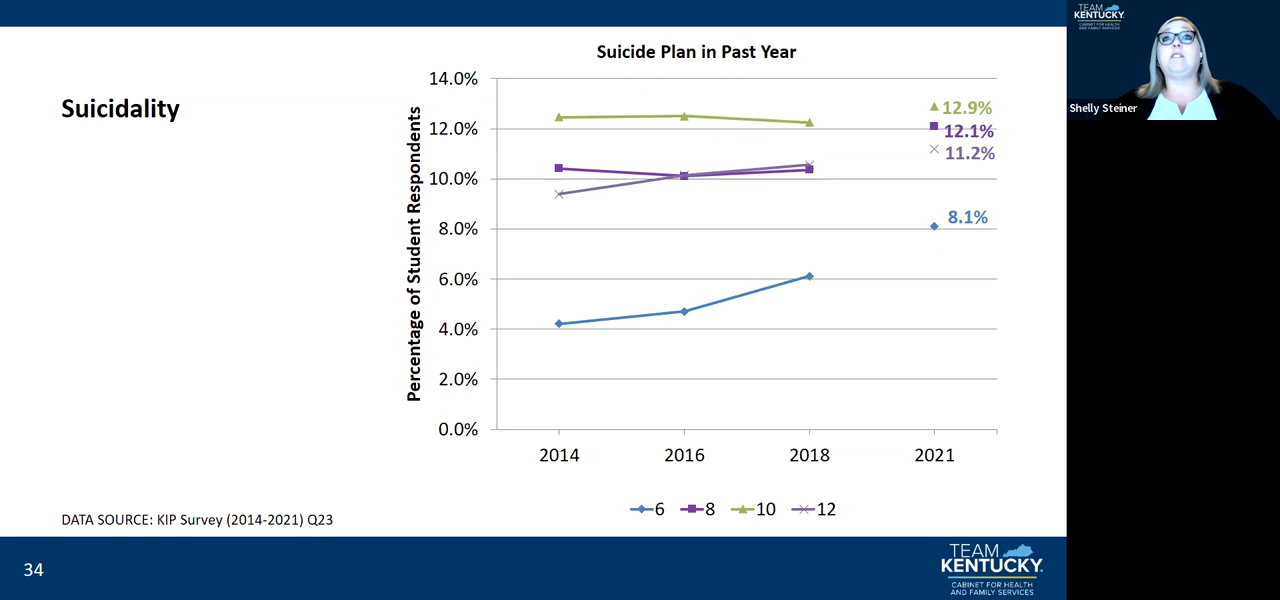 Suicidality
Suicide Plan in Past Year
Percentage of Student Respondents
14.0%
12.0%
10.0%
8.0%
6.0%
4.0%
2.0%
0.0%
12.9%
12.1%
11.2%
8.1%
2014 2016 2018 2021
6 8 10 12
DATA SOURCE: KIP Survey (2014-2021) Q23
34
TEAM
KENTUCKY
CABINET FOR HEALTH
AND FAMILY SERVICES
TEAM
KENTUCKY
CABINET FOR HEALTH
AND FAMILY SERVICES
Shelly Steiner